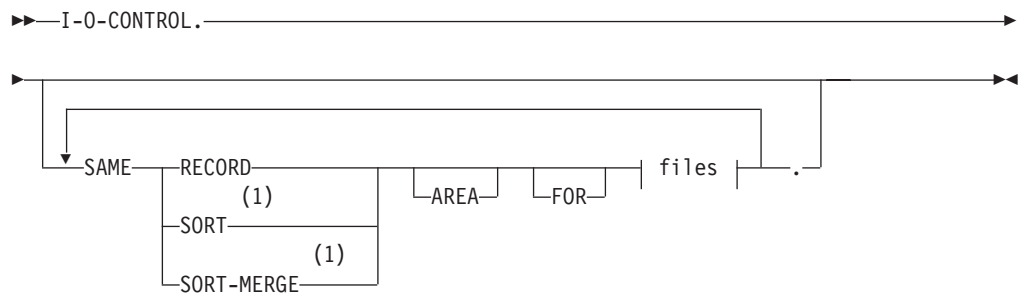 I-O-CONTROL.
SAME RECORD AREA FOR files .
(1)
SORT
(1)
SORT-MERGE